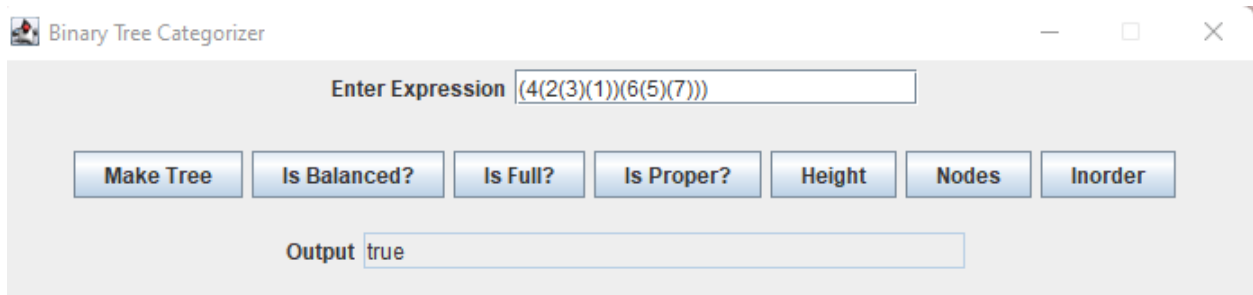 Binary Tree Categorizer
Enter Expression (4(2(3)(1))(6(5)(7)))
Make Tree Is Balanced? Is Full? Is Proper? Height Nodes Inorder
Output true